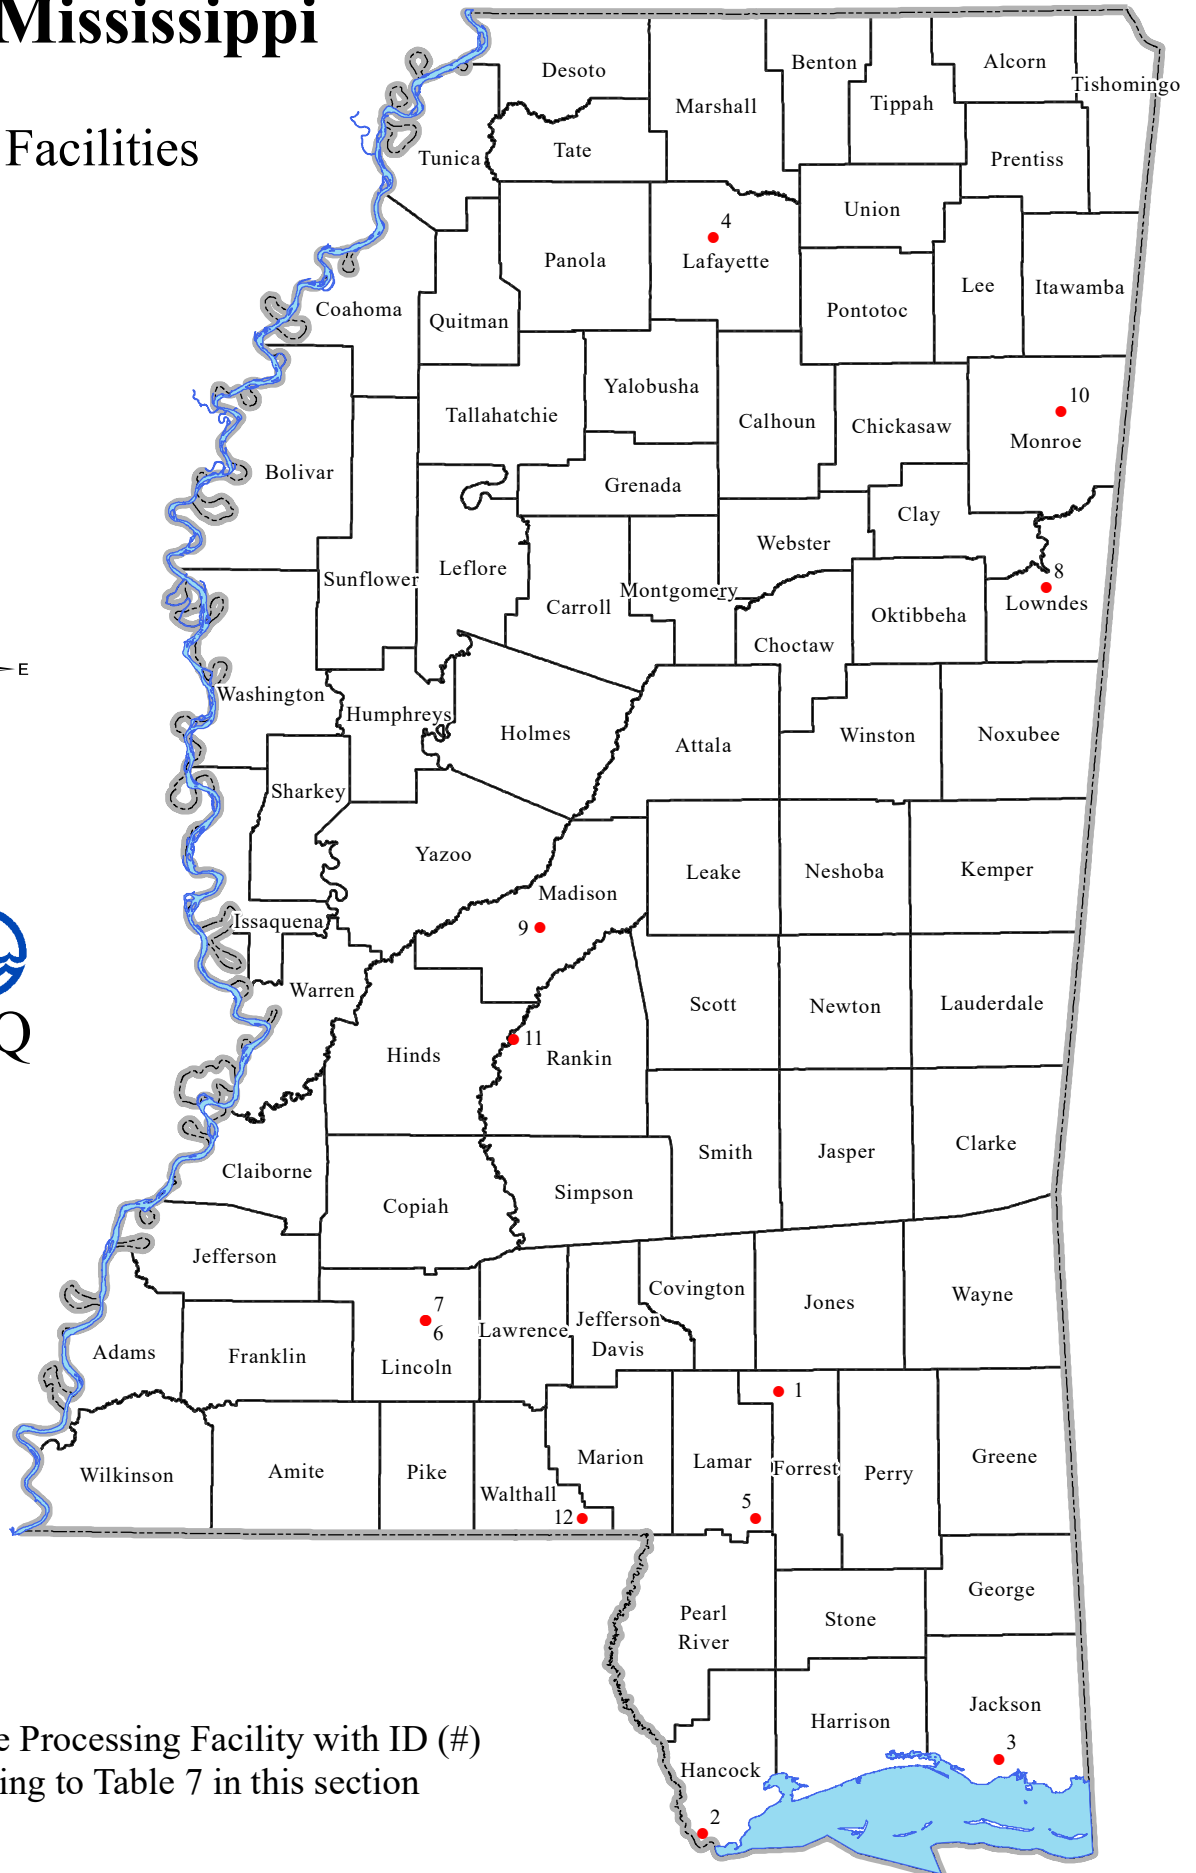 Mississippi
Facilities
Desoto
Marshall
Benton
Tippah
Alcorn
Tishomingo
Tunica
Tate
Prentiss
Union
4
Lafayette
Panola
Coahoma
Quitman
Pontotoc
Lee
Itawamba
Yalobusha
Tallahatchie
Calhoun
Chickasaw
10
Monroe
Bolivar
Grenada
Clay
Webster
Sunflower
Leflore
Carroll
Montgomery
8
Lowndes
Oktibbeha
Choctaw
E
Washington
Humphreys
Holmes
Attala
Winston
Noxubee
Sharkey
Yazoo
Leake
Neshoba
Kemper
Madison
9
Issaquena
Warren
Scott
Newton
Lauderdale
Q
Hinds
11
Rankin
Claiborne
Copiah
Simpson
Smith
Jasper
Clarke
Jefferson
Covington
Jones
Wayne
7
6
Lincoln
Lawrence
Jefferson
Davis
Adams
Franklin
1
Wilkinson
Amite
Pike
Walthall
Marion
Lamar
Forrest
Perry
Greene
12
5
Pearl
River
Stone
George
Harrison
Jackson
3
Hancock
2
e Processing Facility with ID (#)
ing to Table 7 in this section